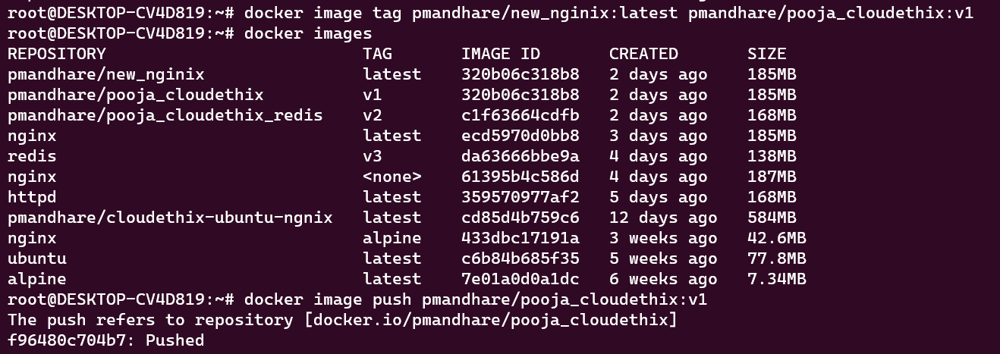 root@DESKTOP-CV4D819:~# docker image tag pmandhare/new_nginix:latest pmandhare/pooja_cloudethix:v1
root@DESKTOP-CV4D819:~# docker images
REPOSITORY TAG IMAGE ID CREATED SIZE
pmandhare/new_nginix latest 320b06c318b8 2 days ago 185MB
pmandhare/pooja_cloudethix v1 320b06c318b8 2 days ago 185MB
pmandhare/pooja_cloudethix_redis v2 c1f63664cdfb 2 days ago 168MB
nginx latest ecd5970d0bb8 3 days ago 185MB
redis v3 da63666bbe9a 4 days ago 138MB
nginx <none> 61395b4c586d 4 days ago 187MB
httpd latest 359570977af2 5 days ago 168MB
pmandhare/cloudethix-ubuntu-ngnix latest cd85d4b759c6 12 days ago 584MB
nginx alpine 433dbc17191a 3 weeks ago 42.6MB
ubuntu latest c6b84b685f35 5 weeks ago 77.8MB
alpine latest 7e01a0d0a1dc 6 weeks ago 7.34MB
root@DESKTOP-CV4D819:~# docker image push pmandhare/pooja_cloudethix:v1
The push refers to repository [docker.io/pmandhare/pooja_cloudethix]
f96480c704b7: Pushed